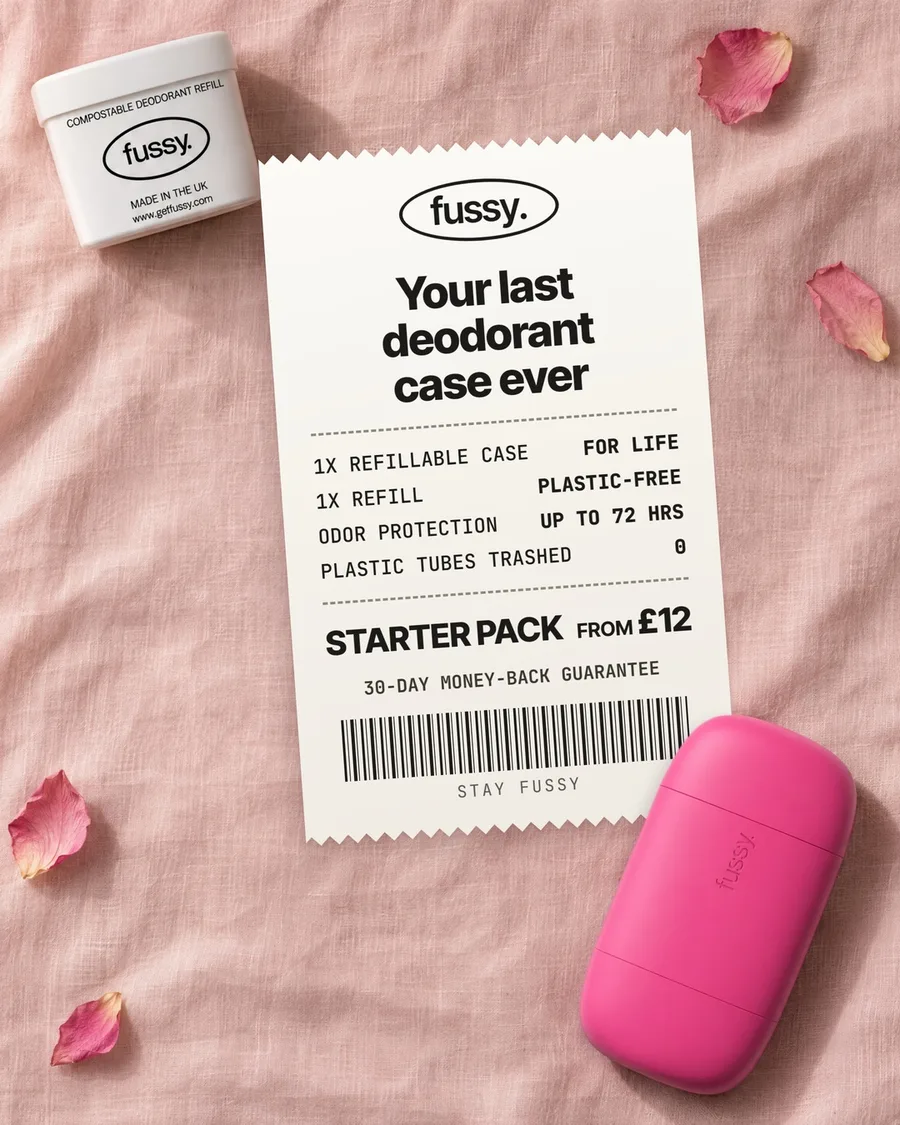 COMPOSTABLE DEODORANT REFILL
fussy.
MADE IN THE UK
www.getfussy.com
fussy.
Your last
deodorant
case ever
1X REFILLABLE CASE FOR LIFE
1X REFILL PLASTIC-FREE
ODOR PROTECTION UP TO 72 HRS
PLASTIC TUBES TRASHED 0
STARTER PACK FROM £12
30-DAY MONEY-BACK GUARANTEE
STAY FUSSY
fussy.